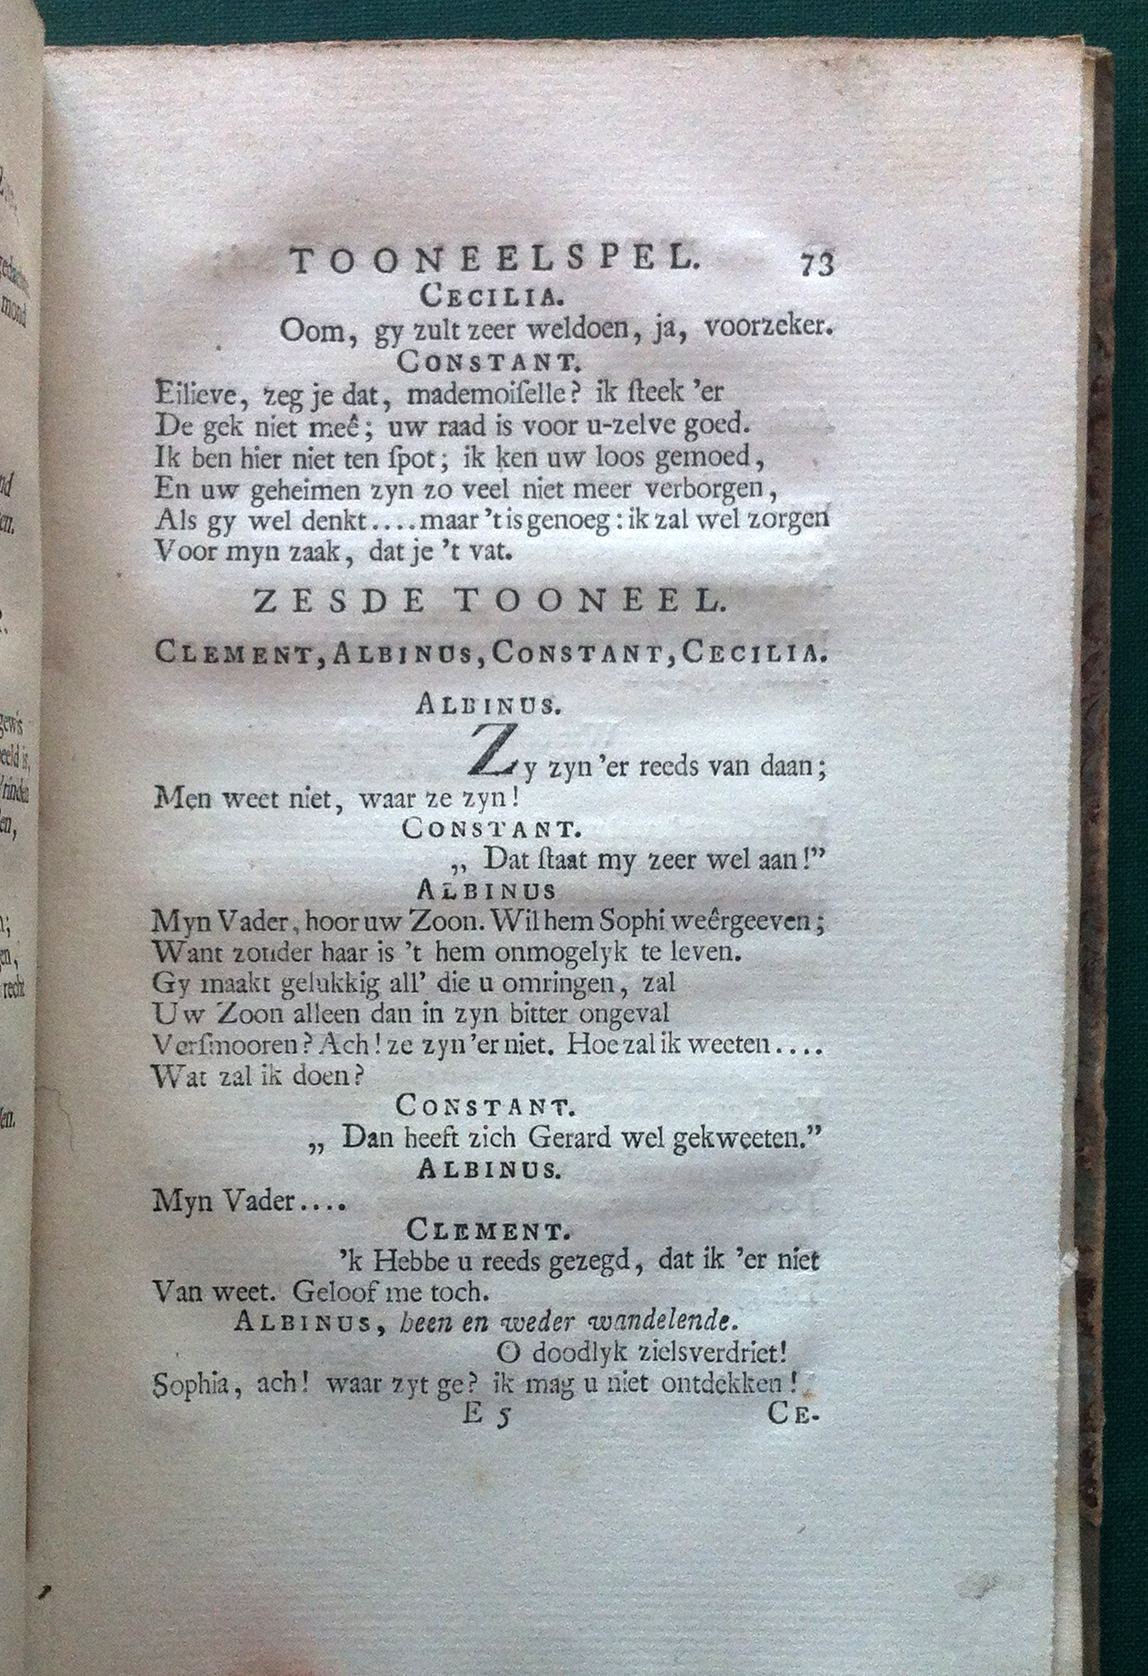 TOONEELSPEL. 73
CECILIA.
Oom, gy zult zeer weldoen, ja, voorzeker.
CONSTANT.
Eilieve, zeg je dat, mademoiſelle? ik ſteek 'er
De gek niet meê; uw raad is voor u-zelve goed.
Ik ben hier niet ten ſpot; ik ken uw loos gemoed,
En uw geheimen zyn zo veel niet meer verborgen,
Als gy wel denkt....maar 't is genoeg: ik zal wel zorgen
Voor myn zaak, dat je 't vat.
ZESDE TOONEEL.
CLEMENT, ALBINUS, CONSTANT, CECILIA.
ALBINUS.
Zy zyn 'er reeds van daan;
Men weet niet, waar ze zyn!
CONSTANT.
„ Dat ſtaat my zeer wel aan!”
ALBINUS
Myn Vader, hoor uw Zoon. Wil hem Sophi weêrgeeven;
Want zonder haar is 't hem onmogelyk te leven.
Gy maakt gelukkig all' die u omringen, zal
Uw Zoon alleen dan in zyn bitter ongeval
Verſmooren? Ach! ze zyn 'er niet. Hoe zal ik weeten....
Wat zal ik doen?
CONSTANT.
„ Dan heeft zich Gerard wel gekweeten.”
ALBINUS.
Myn Vader....
CLEMENT.
'k Hebbe u reeds gezegd, dat ik 'er niet
Van weet. Geloof me toch.
ALBINUS, heen en weder wandelende.
O doodlyk zielsverdriet!
Sophia, ach! waar zyt ge? ik mag u niet ontdekken!
E 5 CE-